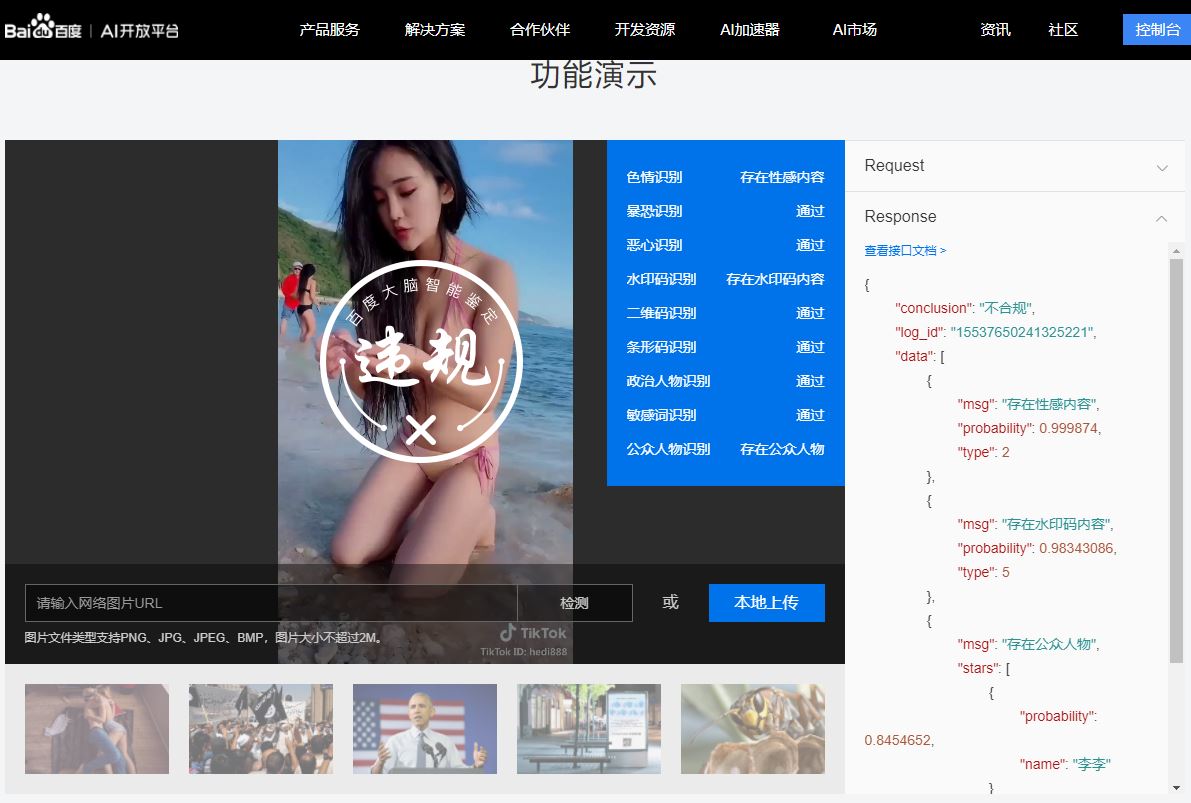 Bai百度 | AI开放平台
产品服务 解决方案 合作伙伴 开发资源 AI加速器 AI市场 资讯 社区 控制台
功能演示
百度大脑智能鉴定
违规
色情识别 存在性感内容
暴恐识别 通过
恶心识别 通过
水印码识别 存在水印码内容
二维码识别 通过
条形码识别 通过
政治人物识别 通过
敏感词识别 通过
公众人物识别 存在公众人物
请输入网络图片URL 检测 或 本地上传
图片文件类型支持PNG、JPG、JPEG、BMP，图片大小不超过2M。
TikTok
TikTok ID: hedi888
Request
Response
查看接口文档 >
{
"conclusion": "不合规",
"log_id": "15537650241325221",
"data": [
{
"msg": "存在性感内容",
"probability": 0.999874,
"type": 2
},
{
"msg": "存在水印码内容",
"probability": 0.98343086,
"type": 5
},
{
"msg": "存在公众人物",
"stars": [
{
"probability":
0.8454652,
"name": "李李"
}